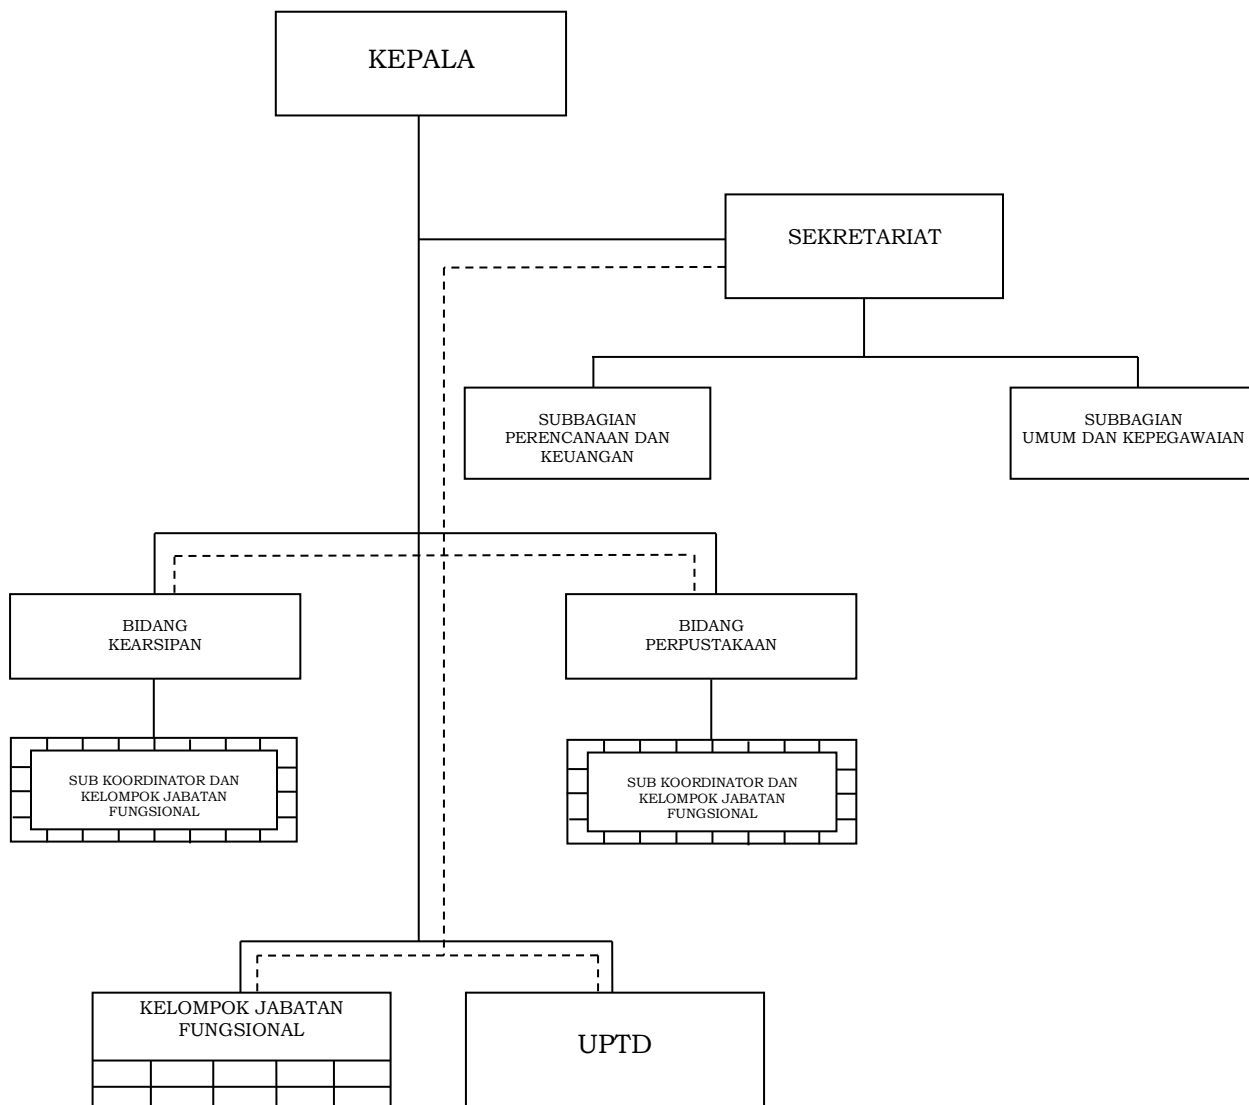 KEPALA
SEKRETARIAT
SUBBAGIAN
PERENCANAAN DAN
KEUANGAN
SUBBAGIAN
UMUM DAN KEPEGAWAIAN
BIDANG
KEARSIPAN
BIDANG
PERPUSTAKAAN
SUB KOORDINATOR DAN
KELOMPOK JABATAN
FUNGSIONAL
SUB KOORDINATOR DAN
KELOMPOK JABATAN
FUNGSIONAL
KELOMPOK JABATAN
FUNGSIONAL
UPTD